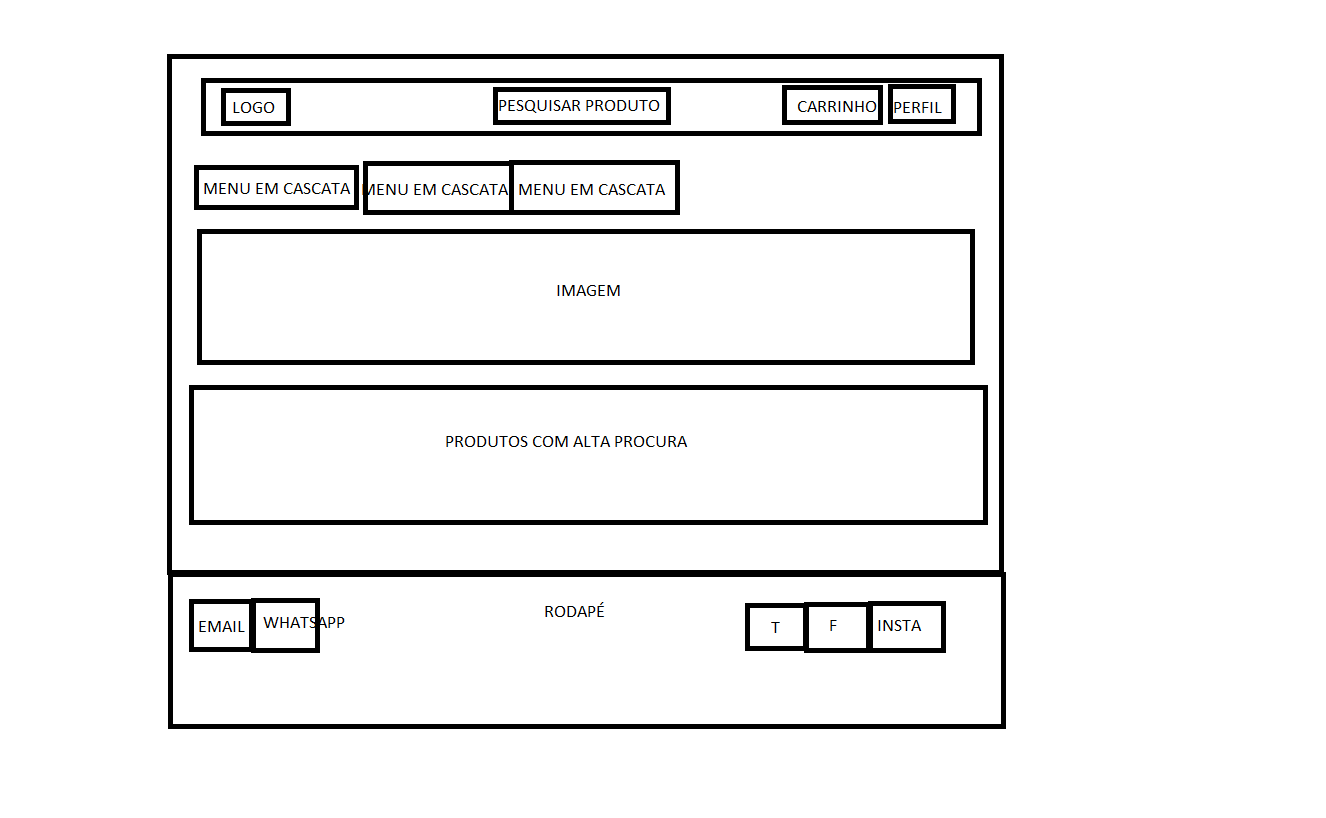 LOGO
PESQUISAR PRODUTO
CARRINHO
PERFIL
MENU EM CASCATA
MENU EM CASCATA
MENU EM CASCATA
IMAGEM
PRODUTOS COM ALTA PROCURA
RODAPÉ
EMAIL
WHATSAPP
T
F
INSTA